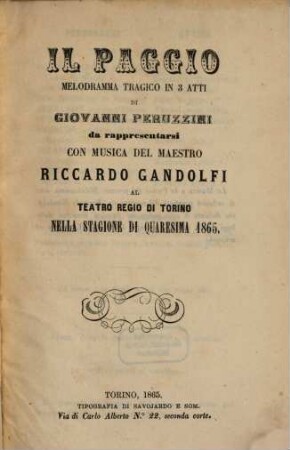 IL PAGGIO
MELODRAMMA TRAGICO IN 3 ATTI
DI
GIOVANNI PERUZZINI
da rappresentarsi
CON MUSICA DEL MAESTRO
RICCARDO GANDOLFI
AL
TEATRO REGIO DI TORINO
NELLA STAGIONE DI QUARESIMA 1865.
TORINO, 1865.
TIPOGRAFIA DI SAVOJARDO E NOM.
Via di Carlo Alberto N.° 22, seconda corte.